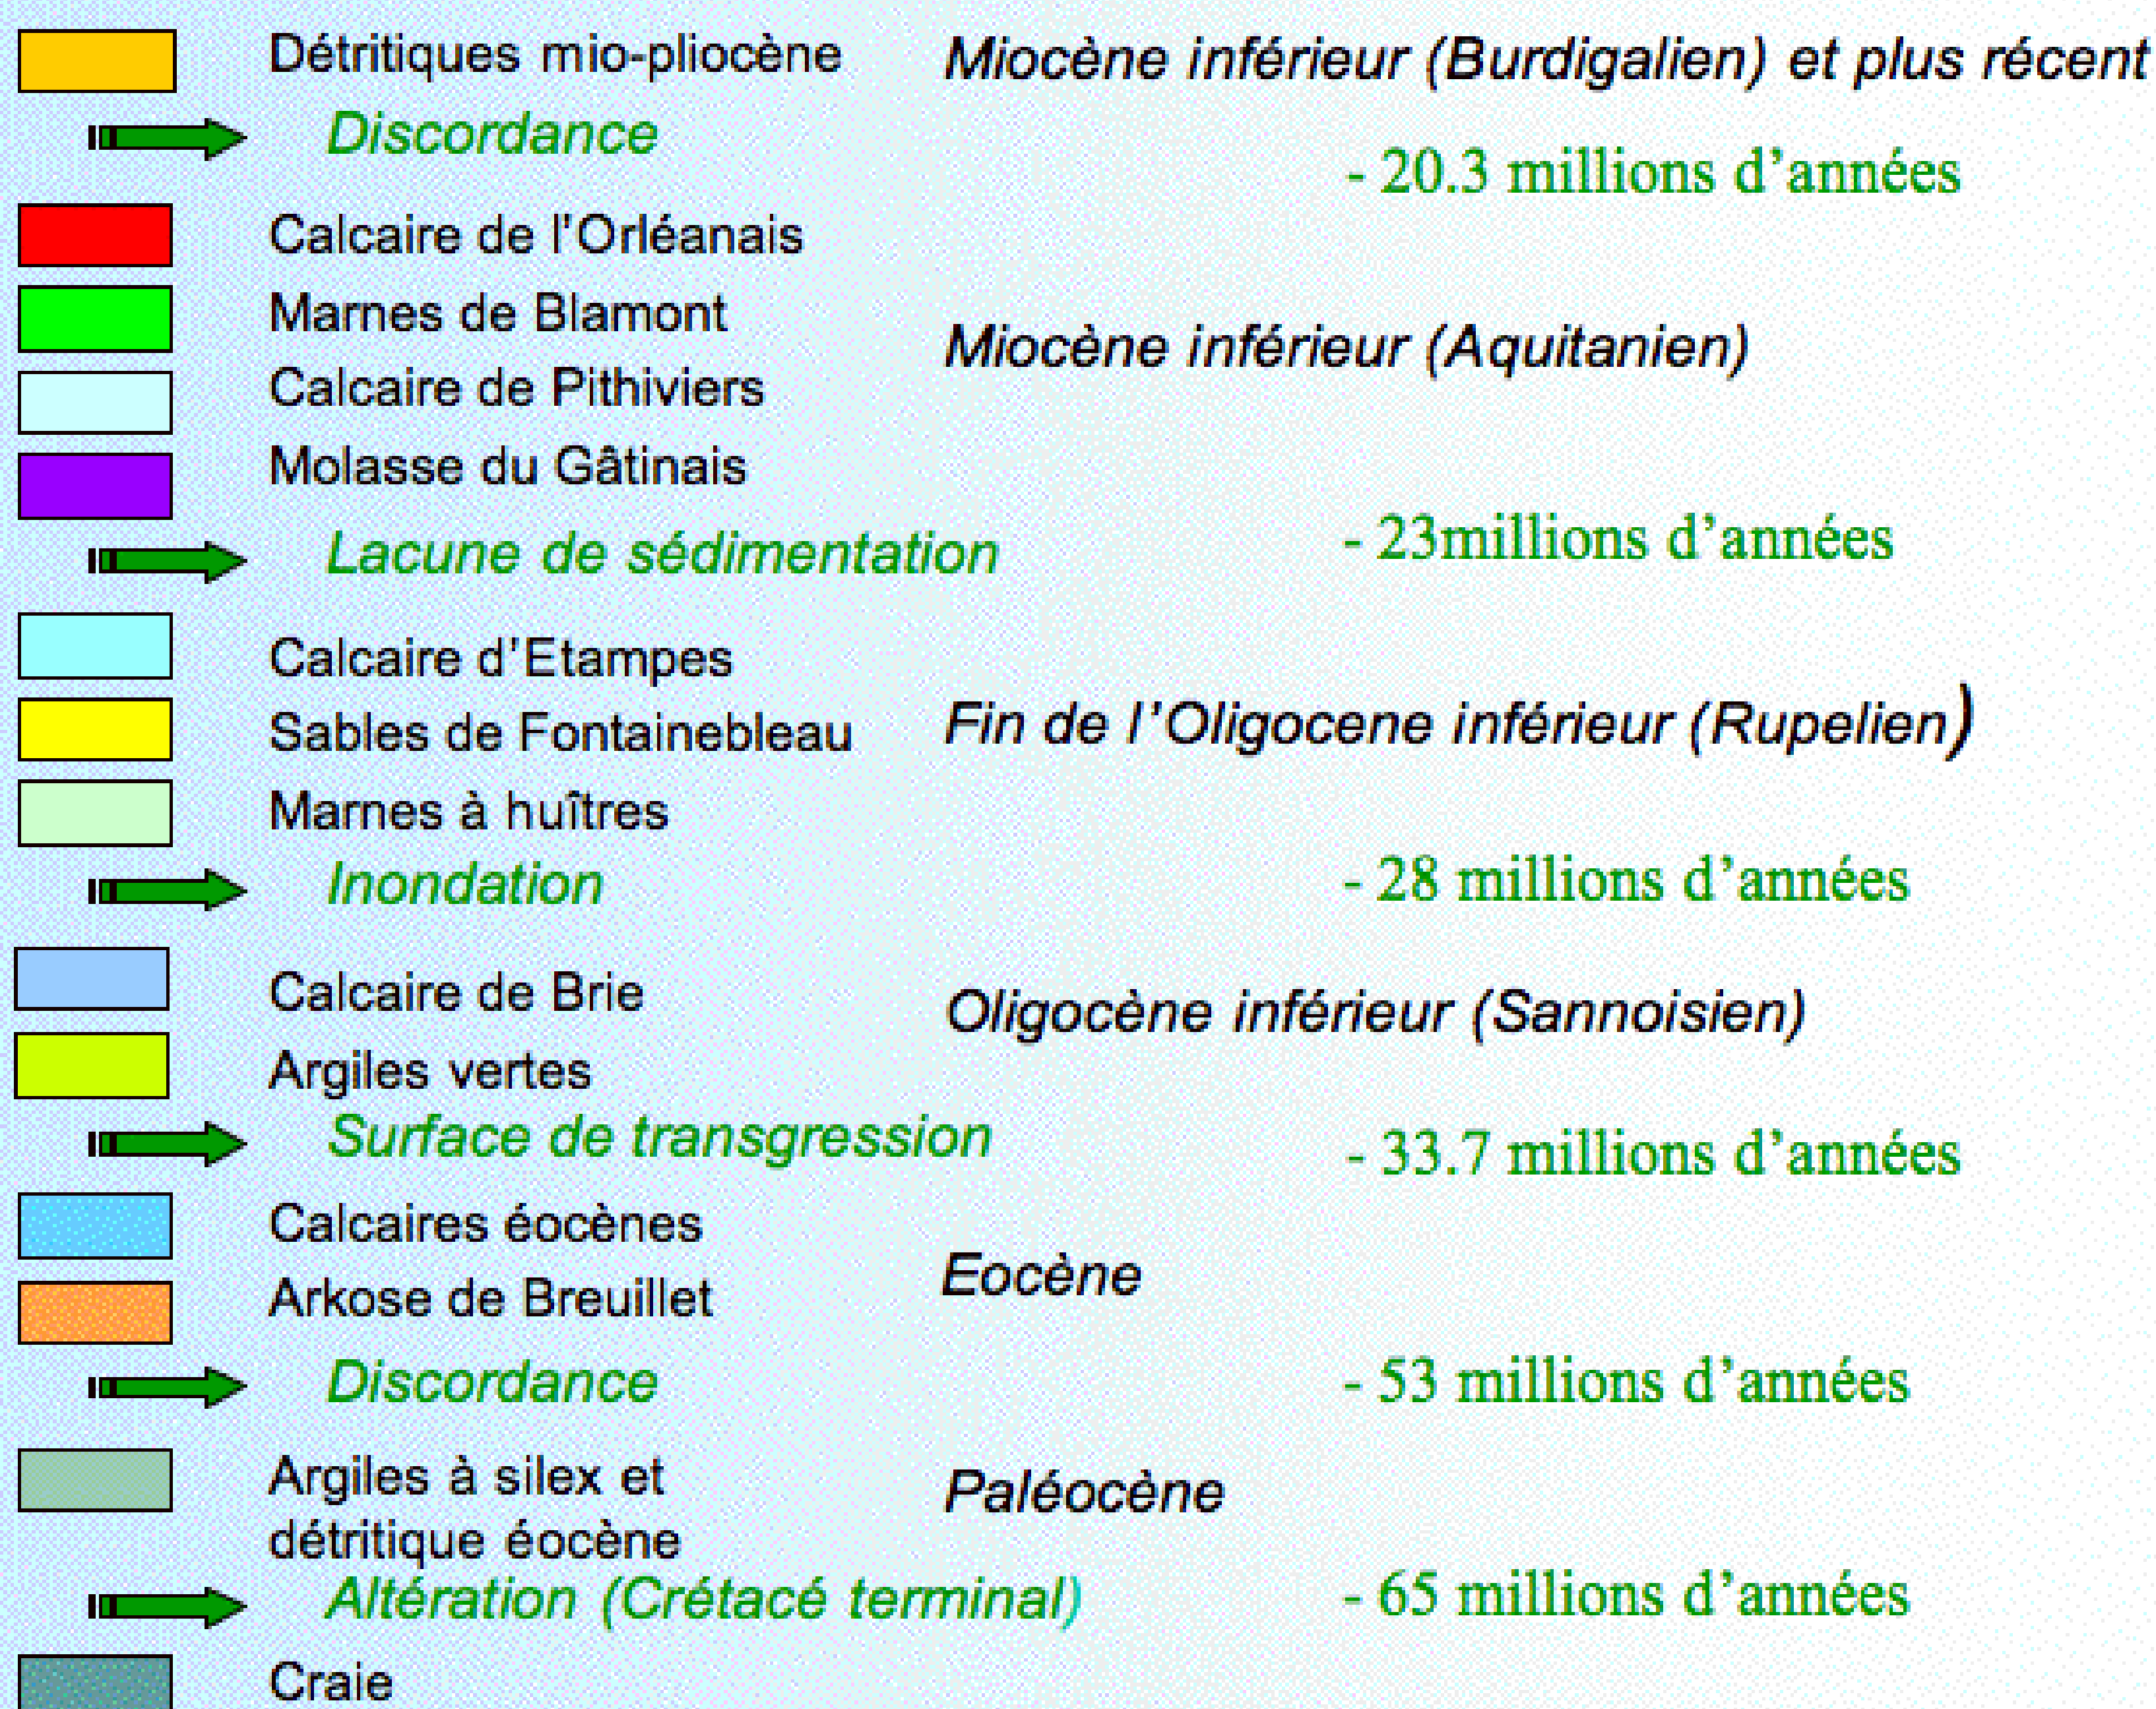 Détritiques mio-pliocène Miocène inférieur (Burdigalien) et plus récent
Discordance
- 20.3 millions d’années
Calcaire de l'Orléanais
Marnes de Blamont
Miocène inférieur (Aquitanien)
Calcaire de Pithiviers
Molasse du Gâtinais
Lacune de sédimentation - 23millions d’années
Calcaire d’Etampes
Sables de Fontainebleau Fin de l’Oligocene inférieur (Rupelien)
Marnes à huîtres
Inondation - 28 millions d’années
Calcaire de Brie Oligocène inférieur (Sannoisien)
Argiles vertes
Surface de transgression - 33.7 millions d’années
Calcaires éocènes
Eocène
Arkose de Breuillet
Discordance - 53 millions d’années
Argiles à silex et Paléocène
détritique éocène
Altération (Crétacé terminal) - 65 millions d’années
Craie